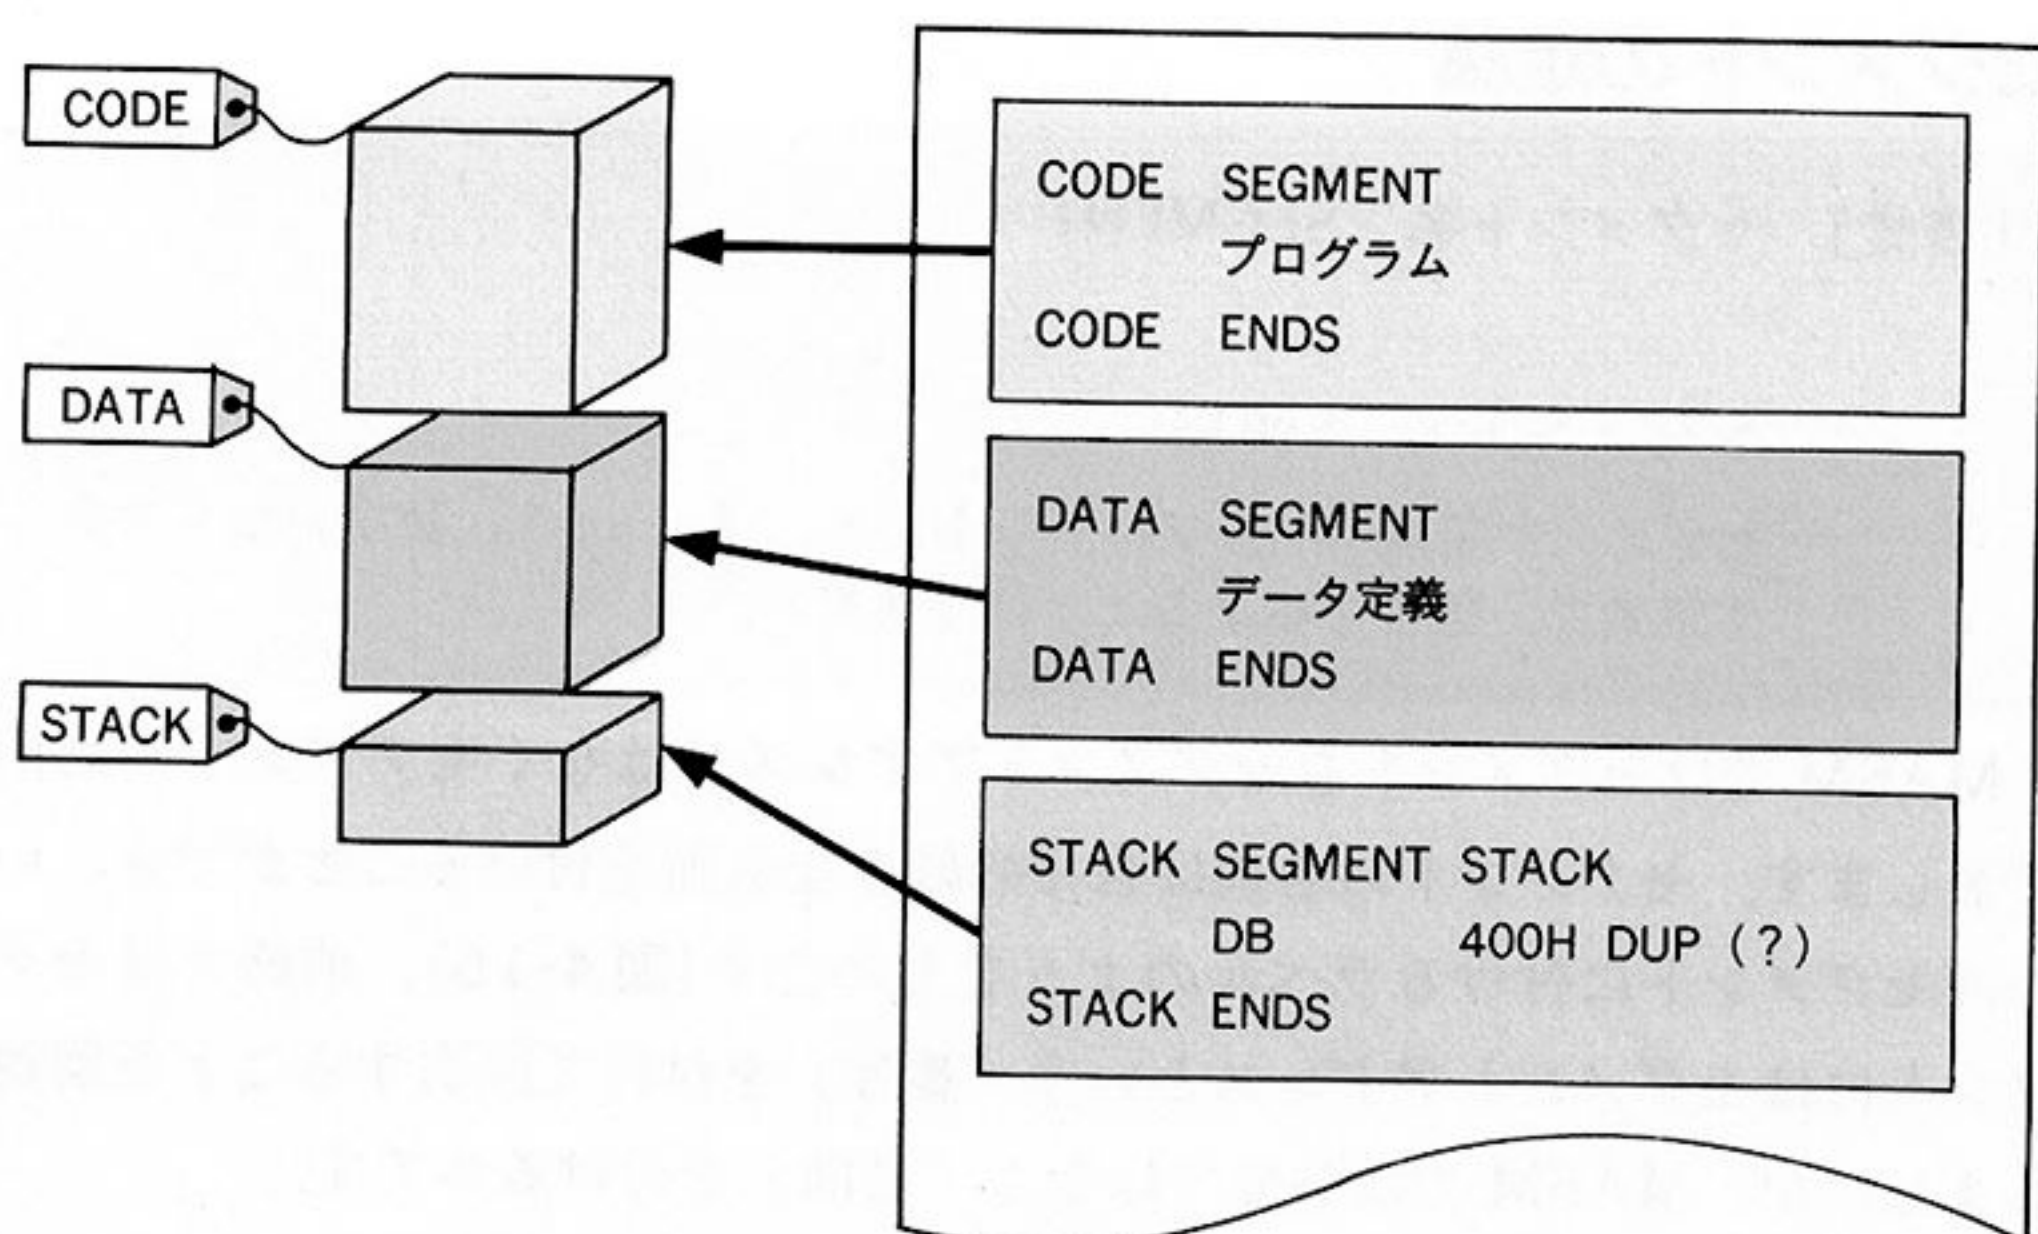 CODE
DATA
STACK
CODE SEGMENT
プログラム
CODE ENDS
DATA SEGMENT
データ定義
DATA ENDS
STACK SEGMENT STACK
DB 400H DUP (?)
STACK ENDS